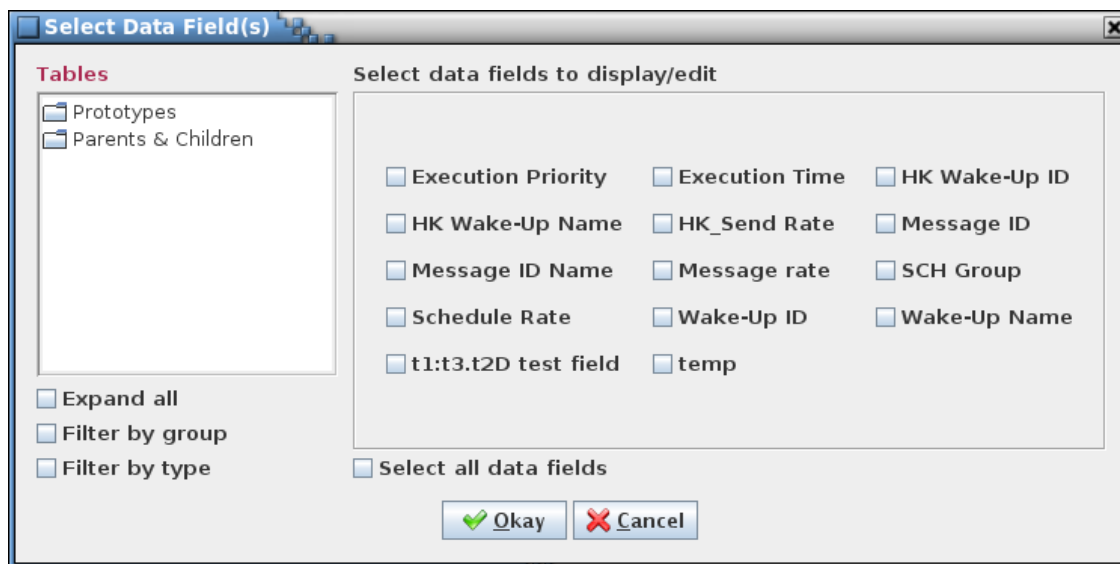 Select Data Field(s)
Tables
Prototypes
Parents & Children
Expand all
Filter by group
Filter by type
Select data fields to display/edit
Execution Priority Execution Time HK Wake-Up ID
HK Wake-Up Name HK_Send Rate Message ID
Message ID Name Message rate SCH Group
Schedule Rate Wake-Up ID Wake-Up Name
t1:t3.t2D test field temp
Select all data fields
Okay Cancel